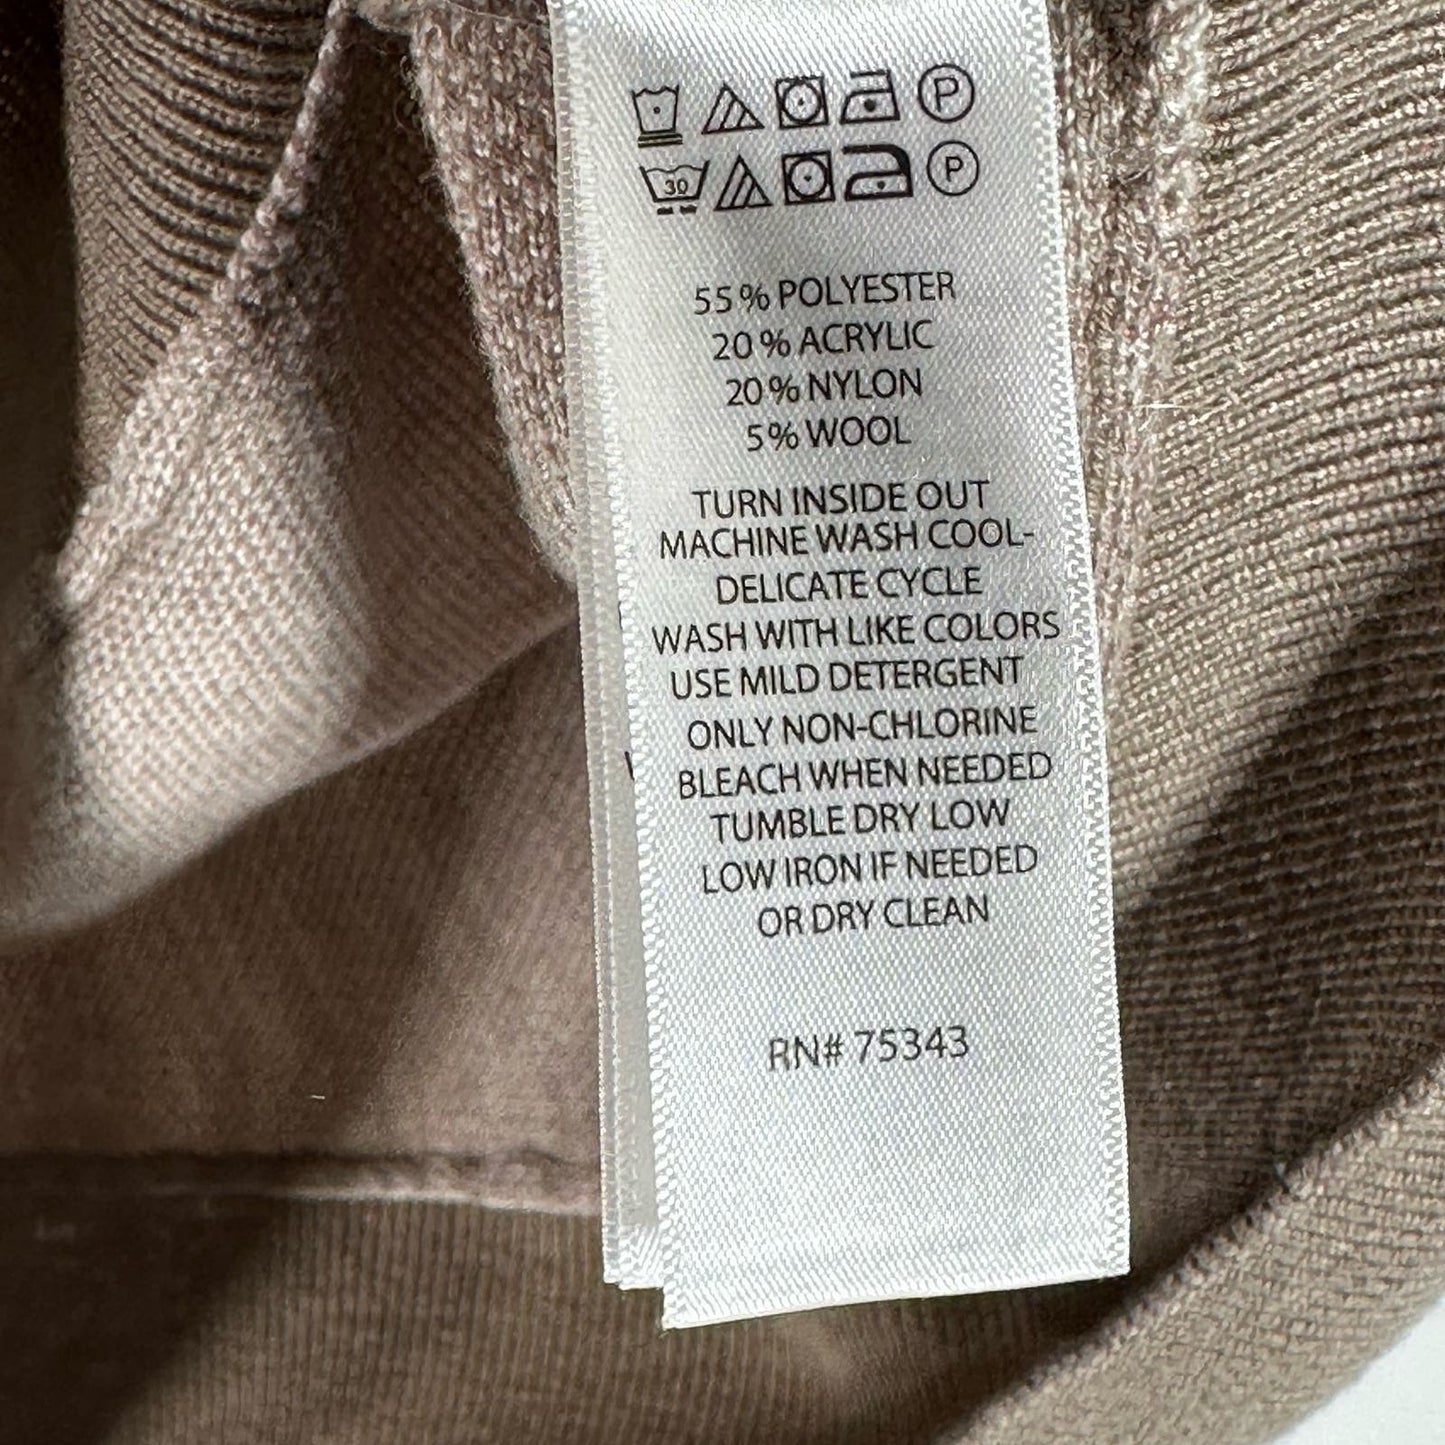 P
30 P
55% POLYESTER
20% ACRYLIC
20% NYLON
5% WOOL
TURN INSIDE OUT
MACHINE WASH COOL-
DELICATE CYCLE
WASH WITH LIKE COLORS
USE MILD DETERGENT
ONLY NON-CHLORINE
BLEACH WHEN NEEDED
TUMBLE DRY LOW
LOW IRON IF NEEDED
OR DRY CLEAN
RN# 75343